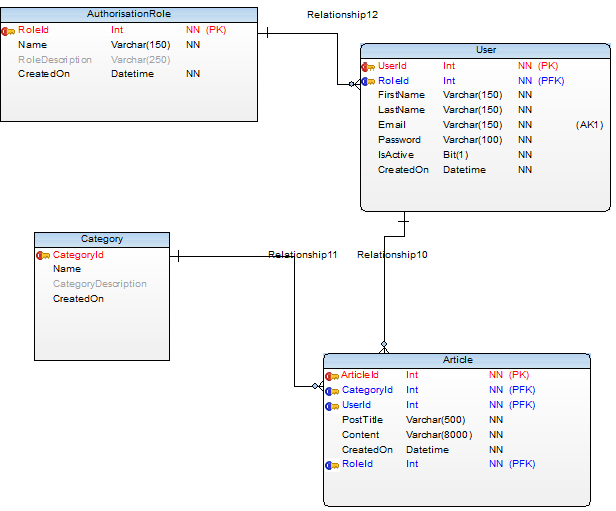 AuthorisationRole
RoleId Int NN (PK)
Name Varchar(150) NN
RoleDescription Varchar(250)
CreatedOn Datetime NN
Relationship12
User
UserId Int NN (PK)
RoleId Int NN (PFK)
FirstName Varchar(150) NN
LastName Varchar(150) NN
Email Varchar(150) NN (AK1)
Password Varchar(100) NN
IsActive Bit(1) NN
CreatedOn Datetime NN
Category
CategoryId
Name
CategoryDescription
CreatedOn
Relationship11
Relationship10
Article
ArticleId Int NN (PK)
CategoryId Int NN (PFK)
UserId Int NN (PFK)
PostTitle Varchar(500) NN
Content Varchar(8000) NN
CreatedOn Datetime NN
RoleId Int NN (PFK)